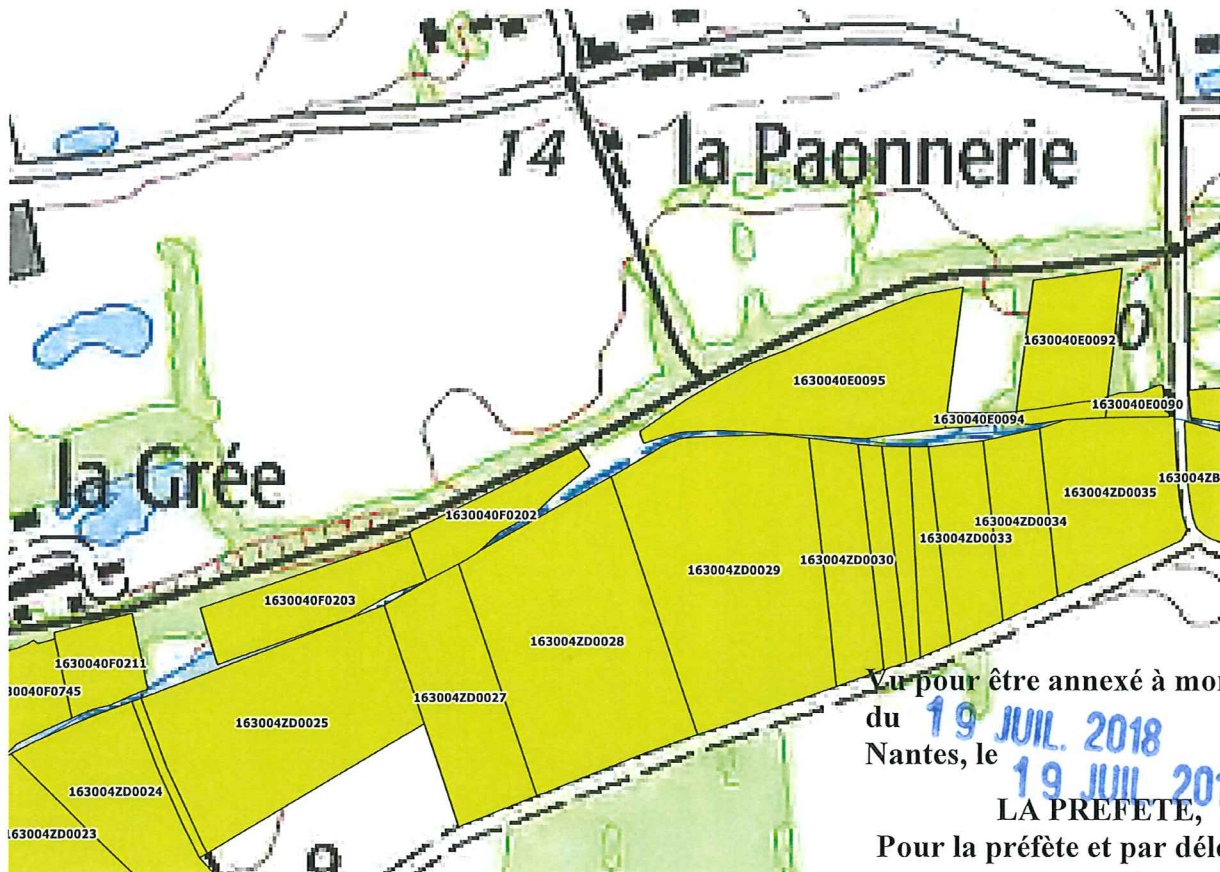 14
la Paonnerie
1630040E0092
0
1630040E0095
1630040E0090
1630040E0094
la Grée
1630040F0202
163004ZD0035
163004ZB
163004ZD0034
163004ZD0033
163004ZD0030
163004ZD0029
1630040F0203
163004ZD0028
1630040F0211
30040F0745
163004ZD0027
163004ZD0025
163004ZD0024
163004ZD0023
9
Vu pour être annexé à mon
du 19 JUIL. 2018
Nantes, le 19 JUIL. 201
LA PREFETE,
Pour la préfète et par délé